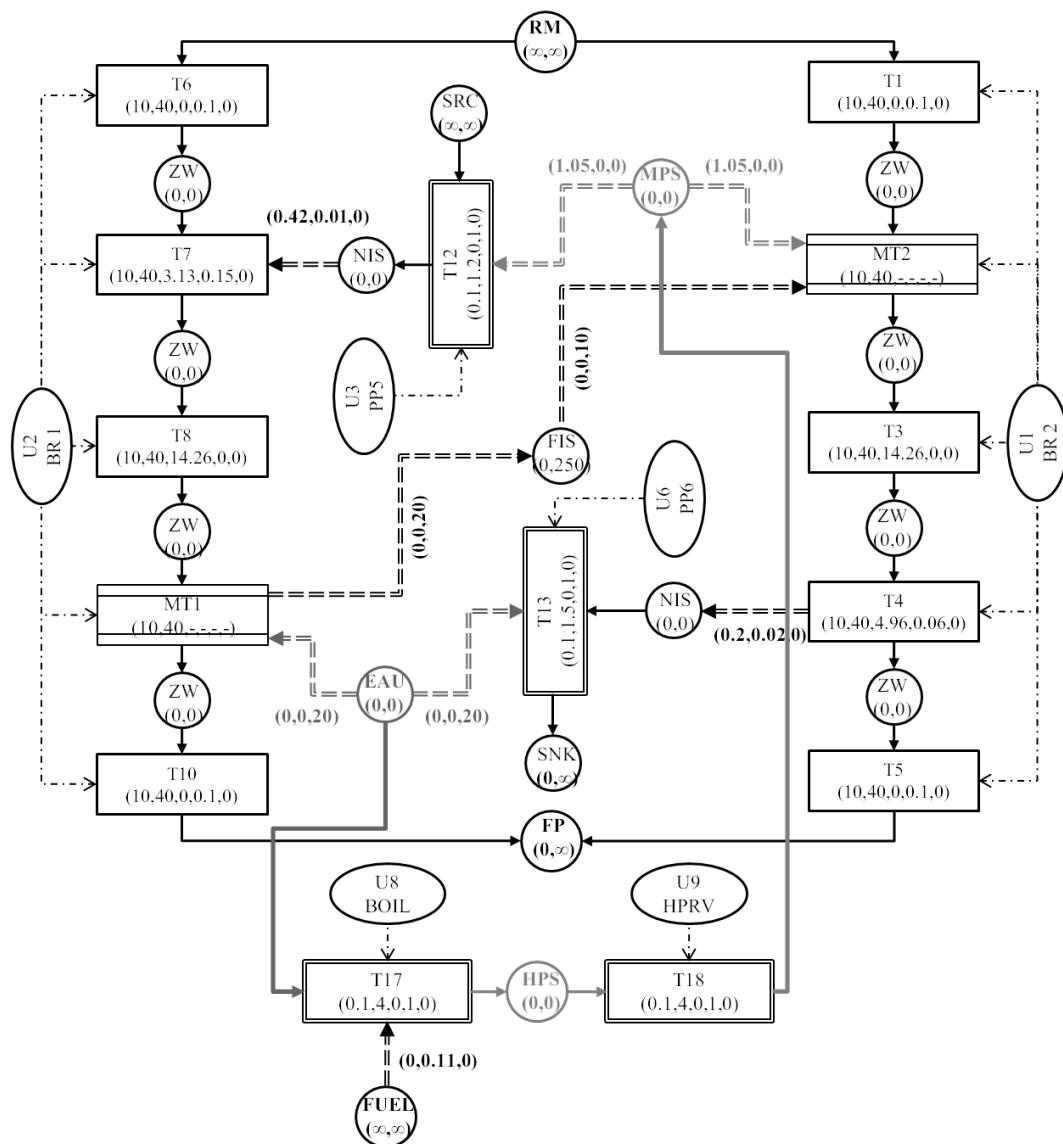 RM
(∞,∞)
T6
(10,40,0,0.1,0)
T1
(10,40,0,0.1,0)
SRC
(∞,∞)
ZW
(0,0)
(1.05,0,0)
MPS
(0,0)
(1.05,0,0)
ZW
(0,0)
T7
(10,40,3.13,0.15,0)
(0.42,0.01,0)
NIS
(0,0)
T12
(0.1,1.2,0,1,0)
MT2
(10,40,-,-,-,-)
ZW
(0,0)
U3
PP5
(0,0,10)
ZW
(0,0)
U2
BR 1
T8
(10,40,14.26,0,0)
FIS
(0,250)
T3
(10,40,14.26,0,0)
U1
BR 2
ZW
(0,0)
(0,0,20)
U6
PP6
ZW
(0,0)
MT1
(10,40,-,-,-,-)
T13
(0.1,1.5,0,1,0)
NIS
(0,0)
(0.2,0.02,0)
T4
(10,40,4.96,0.06,0)
ZW
(0,0)
(0,0,20)
EAU
(0,0)
(0,0,20)
ZW
(0,0)
T10
(10,40,0,0.1,0)
SNK
(0,∞)
T5
(10,40,0,0.1,0)
FP
(0,∞)
U8
BOIL
U9
HPRV
T17
(0.1,4,0,1,0)
HPS
(0,0)
T18
(0.1,4,0,1,0)
(0,0.11,0)
FUEL
(∞,∞)